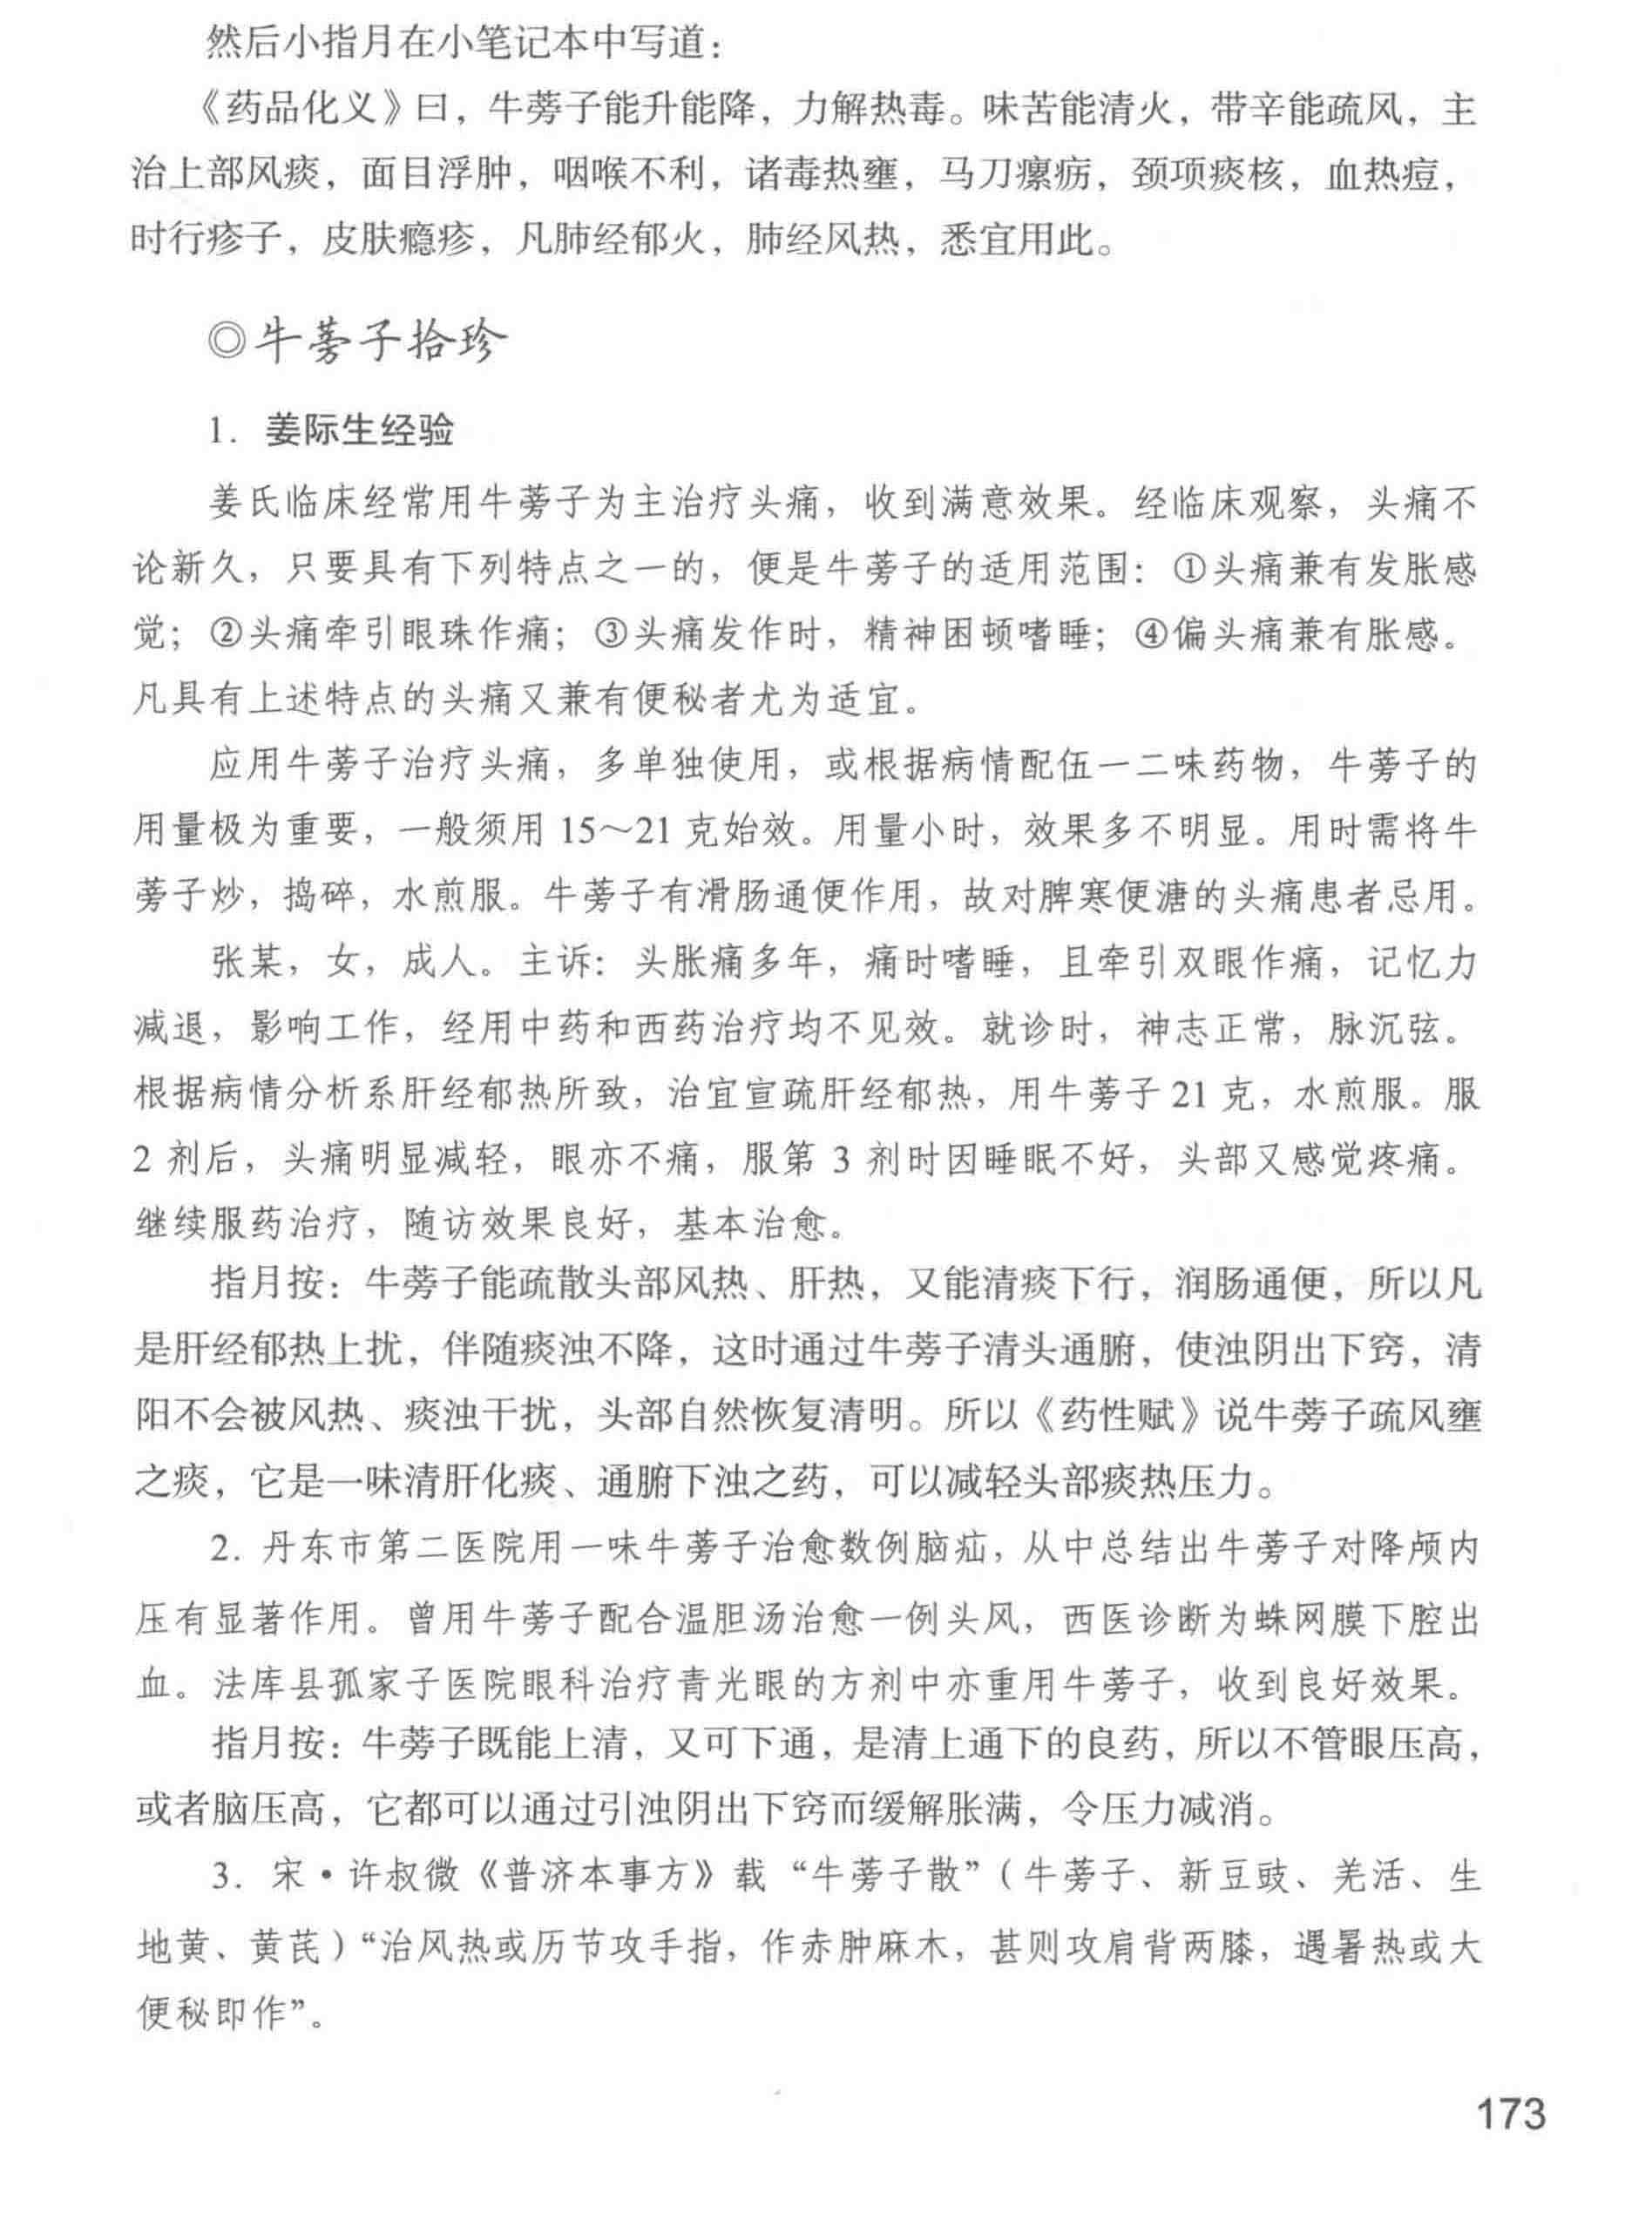 然后小指月在小笔记本中写道：
《药品化义》曰，牛蒡子能升能降，力解热毒。味苦能清火，带辛能疏风，主
治上部风痰，面目浮肿，咽喉不利，诸毒热壅，马刀瘰疬，颈项痰核，血热痘，
时行疹子，皮肤瘾疹，凡肺经郁火，肺经风热，悉宜用此。
◎牛蒡子拾珍
1. 姜际生经验
姜氏临床经常用牛蒡子为主治疗头痛，收到满意效果。经临床观察，头痛不
论新久，只要具有下列特点之一的，便是牛蒡子的适用范围：①头痛兼有发胀感
觉；②头痛牵引眼珠作痛；③头痛发作时，精神困顿嗜睡；④偏头痛兼有胀感。
凡具有上述特点的头痛又兼有便秘者尤为适宜。
应用牛蒡子治疗头痛，多单独使用，或根据病情配伍一二味药物，牛蒡子的
用量极为重要，一般须用 15～21 克始效。用量小时，效果多不明显。用时需将牛
蒡子炒，捣碎，水煎服。牛蒡子有滑肠通便作用，故对脾寒便溏的头痛患者忌用。
张某，女，成人。主诉：头胀痛多年，痛时嗜睡，且牵引双眼作痛，记忆力
减退，影响工作，经用中药和西药治疗均不见效。就诊时，神志正常，脉沉弦。
根据病情分析系肝经郁热所致，治宜宣疏肝经郁热，用牛蒡子 21 克，水煎服。服
2 剂后，头痛明显减轻，眼亦不痛，服第 3 剂时因睡眠不好，头部又感觉疼痛。
继续服药治疗，随访效果良好，基本治愈。
指月按：牛蒡子能疏散头部风热、肝热，又能清痰下行，润肠通便，所以凡
是肝经郁热上扰，伴随痰浊不降，这时通过牛蒡子清头通腑，使浊阴出下窍，清
阳不会被风热、痰浊干扰，头部自然恢复清明。所以《药性赋》说牛蒡子疏风壅
之痰，它是一味清肝化痰、通腑下浊之药，可以减轻头部痰热压力。
2. 丹东市第二医院用一味牛蒡子治愈数例脑疝，从中总结出牛蒡子对降颅内
压有显著作用。曾用牛蒡子配合温胆汤治愈一例头风，西医诊断为蛛网膜下腔出
血。法库县孤家子医院眼科治疗青光眼的方剂中亦重用牛蒡子，收到良好效果。
指月按：牛蒡子既能上清，又可下通，是清上通下的良药，所以不管眼压高，
或者脑压高，它都可以通过引浊阴出下窍而缓解胀满，令压力减消。
3. 宋·许叔微《普济本事方》载“牛蒡子散”（牛蒡子、新豆豉、羌活、生
地黄、黄芪）“治风热或历节攻手指，作赤肿麻木，甚则攻肩背两膝，遇暑热或大
便秘即作”。
173